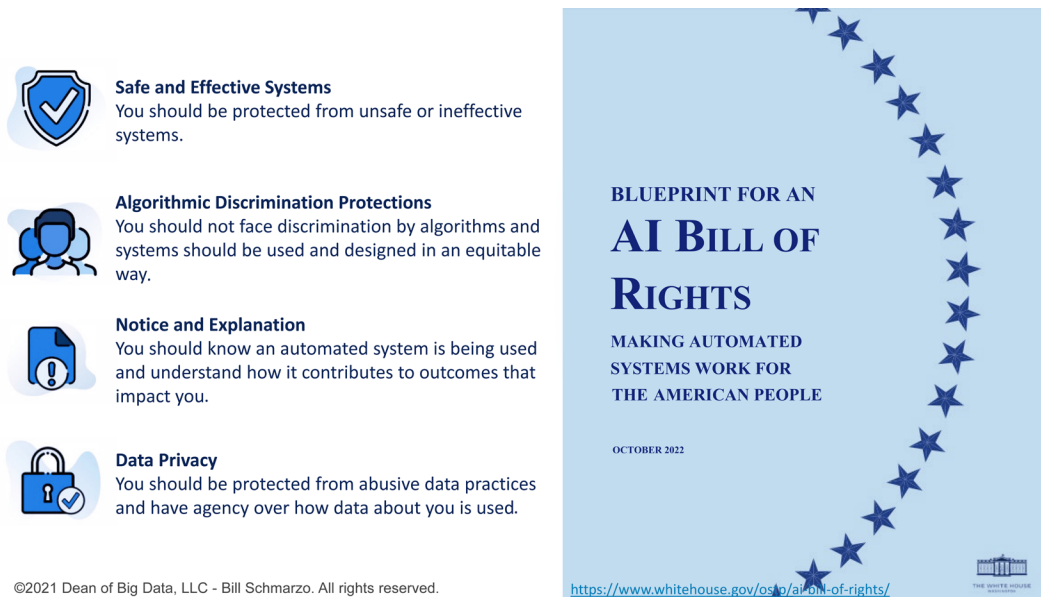 Safe and Effective Systems
You should be protected from unsafe or ineffective
systems.
Algorithmic Discrimination Protections
You should not face discrimination by algorithms and
systems should be used and designed in an equitable
way.
Notice and Explanation
You should know an automated system is being used
and understand how it contributes to outcomes that
impact you.
Data Privacy
You should be protected from abusive data practices
and have agency over how data about you is used.
©2021 Dean of Big Data, LLC - Bill Schmarzo. All rights reserved.
BLUEPRINT FOR AN
AI BILL OF
RIGHTS
MAKING AUTOMATED
SYSTEMS WORK FOR
THE AMERICAN PEOPLE
OCTOBER 2022
https://www.whitehouse.gov/ostp/ai-bill-of-rights/
THE WHITE HOUSE
WASHINGTON